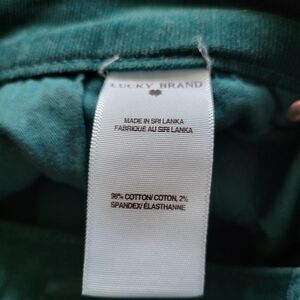 LUCKY BRAND
MADE IN SRI LANKA
FABRIQUE AU SRI LANKA
98% COTTON/ COTON, 2%
SPANDEX/ ÉLASTHANNE